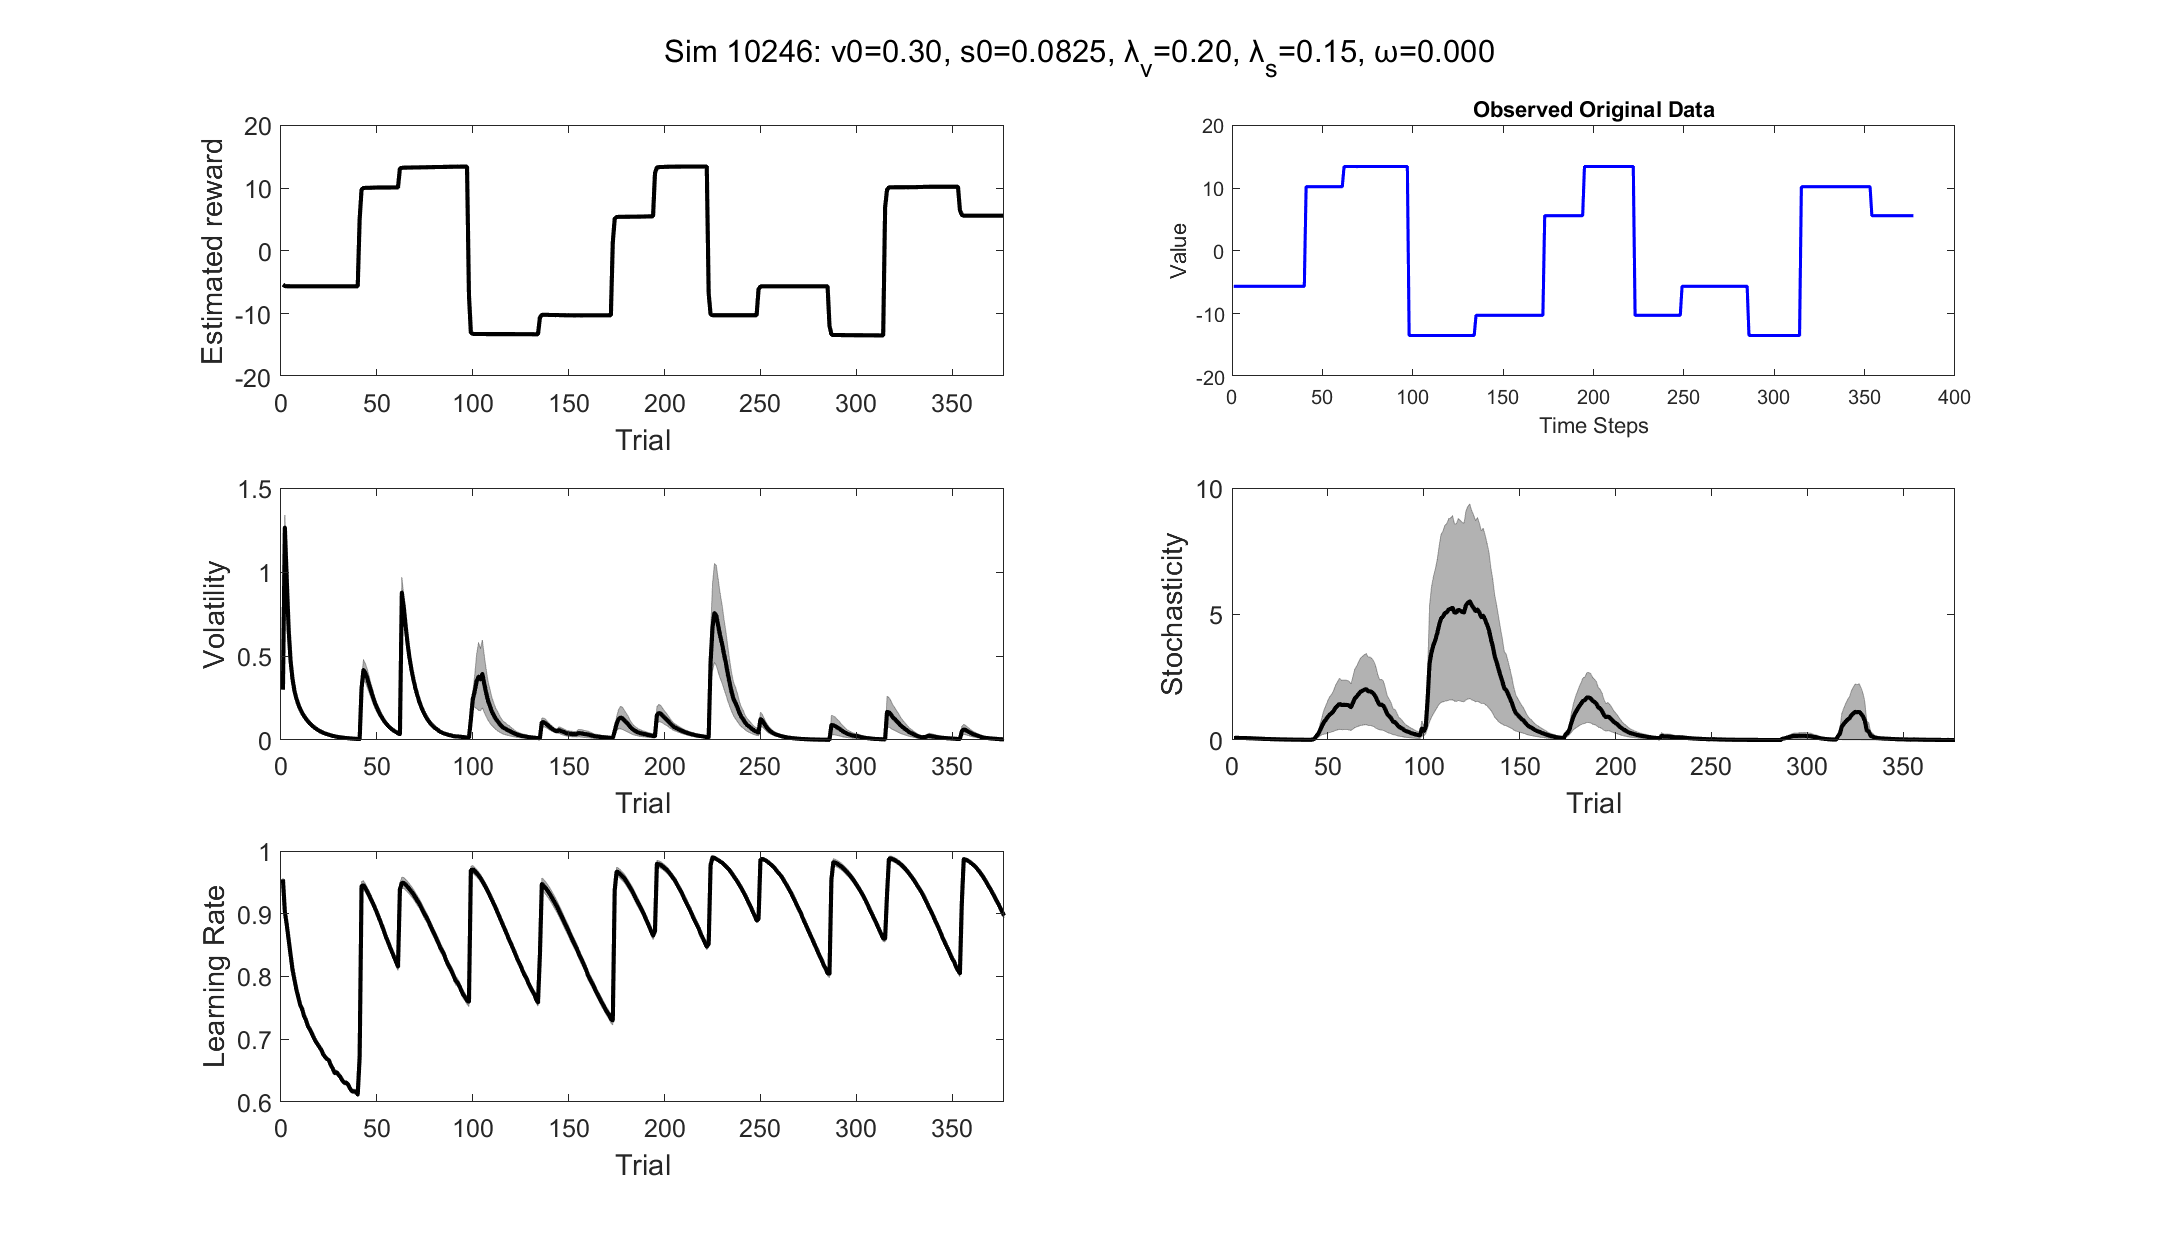 Sim 10246: v0=0.30, s0=0.0825, λ_v=0.20, λ_s=0.15, ω=0.000
Estimated reward
20
10
0
-10
-20
0 50 100 150 200 250 300 350
Trial
Observed Original Data
Value
20
10
0
-10
-20
0 50 100 150 200 250 300 350 400
Time Steps
Volatility
1.5
1
0.5
0
0 50 100 150 200 250 300 350
Trial
Stochasticity
10
5
0
0 50 100 150 200 250 300 350
Trial
Learning Rate
1
0.9
0.8
0.7
0.6
0 50 100 150 200 250 300 350
Trial